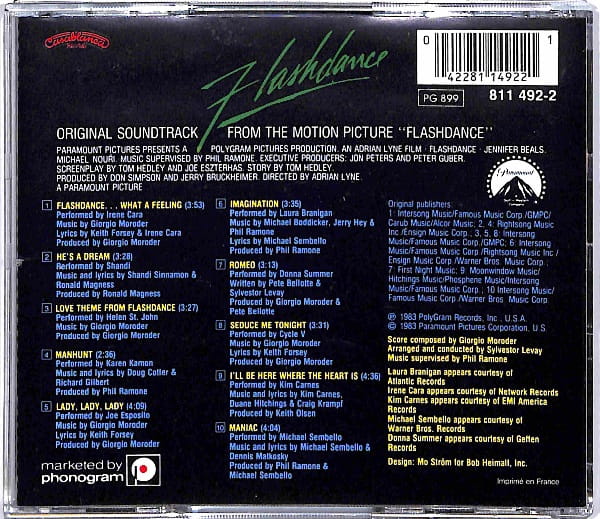 Casablanca
Records
Flashdance
0 1
42281 14922
PG 899
811 492-2
ORIGINAL SOUNDTRACK FROM THE MOTION PICTURE "FLASHDANCE"
PARAMOUNT PICTURES PRESENTS A POLYGRAM PICTURES PRODUCTION. AN ADRIAN LYNE FILM · FLASHDANCE · JENNIFER BEALS.
MICHAEL NOURI. MUSIC SUPERVISED BY PHIL RAMONE. EXECUTIVE PRODUCERS: JON PETERS AND PETER GUBER.
SCREENPLAY BY TOM HEDLEY AND JOE ESZTERHAS. STORY BY TOM HEDLEY.
PRODUCED BY DON SIMPSON AND JERRY BRUCKHEIMER. DIRECTED BY ADRIAN LYNE
A PARAMOUNT PICTURE
Paramount
1 FLASHDANCE. . . WHAT A FEELING (3:53)
Performed by Irene Cara
Music by Giorgio Moroder
Lyrics by Keith Forsey & Irene Cara
Produced by Giorgio Moroder
2 HE'S A DREAM (3:28)
Performed by Shandi
Music and lyrics by Shandi Sinnamon &
Ronald Magness
Produced by Ronald Magness
3 LOVE THEME FROM FLASHDANCE (3:27)
Performed by Helen St. John
Music by Giorgio Moroder
Produced by Giorgio Moroder
4 MANHUNT (2:36)
Performed by Karen Kamon
Music and lyrics by Doug Cotler &
Richard Gilbert
Produced by Phil Ramone
5 LADY, LADY, LADY (4:09)
Performed by Joe Esposito
Music by Giorgio Moroder
Lyrics by Keith Forsey
Produced by Giorgio Moroder
6 IMAGINATION (3:35)
Performed by Laura Branigan
Music by Michael Boddicker, Jerry Hey &
Phil Ramone
Lyrics by Michael Sembello
Produced by Phil Ramone
7 ROMEO (3:13)
Performed by Donna Summer
Written by Pete Bellotte &
Sylvester Levay
Produced by Giorgio Moroder &
Pete Bellotte
8 SEDUCE ME TONIGHT (3:31)
Performed by Cycle V
Music by Giorgio Moroder
Lyrics by Keith Forsey
Produced by Giorgio Moroder
9 I'LL BE HERE WHERE THE HEART IS (4:36)
Performed by Kim Carnes
Music and lyrics by Kim Carnes,
Duane Hitchings & Craig Krampf
Produced by Keith Olsen
10 MANIAC (4:04)
Performed by Michael Sembello
Music and lyrics by Michael Sembello &
Dennis Matkosky
Produced by Phil Ramone &
Michael Sembello
Original publishers:
1: Intersong Music/Famous Music Corp./GMPC/
Carub Music/Alcor Music; 2, 4: Rightsong Music
Inc./Ensign Music Corp.; 3, 5, 8: Intersong
Music/Famous Music Corp./GMPC; 6: Intersong
Music/Famous Music Corp/Rightsong Music Inc./
Ensign Music Corp./Warner Bros. Music Corp.;
7: First Night Music; 9: Moonwindow Music/
Hitchings Music/Phosphene Music/Intersong
Music/Famous Music Corp.; 10 Intersong Music/
Famous Music Corp./Warner Bros. Music Corp.
℗ 1983 PolyGram Records, Inc., U.S.A.
© 1983 Paramount Pictures Corporation, U.S.
Score composed by Giorgio Moroder
Arranged and conducted by Sylvestor Levay
Music supervised by Phil Ramone
Laura Branigan appears courtesy of
Atlantic Records
Irene Cara appears courtesy of Network Records
Kim Carnes appears courtesy of EMI America
Records
Michael Sembello appears courtesy of
Warner Bros. Records
Donna Summer appears courtesy of Geffen
Records
Design: Mo Ström for Bob Heimall, Inc.
Imprimé en France
marketed by
phonogram